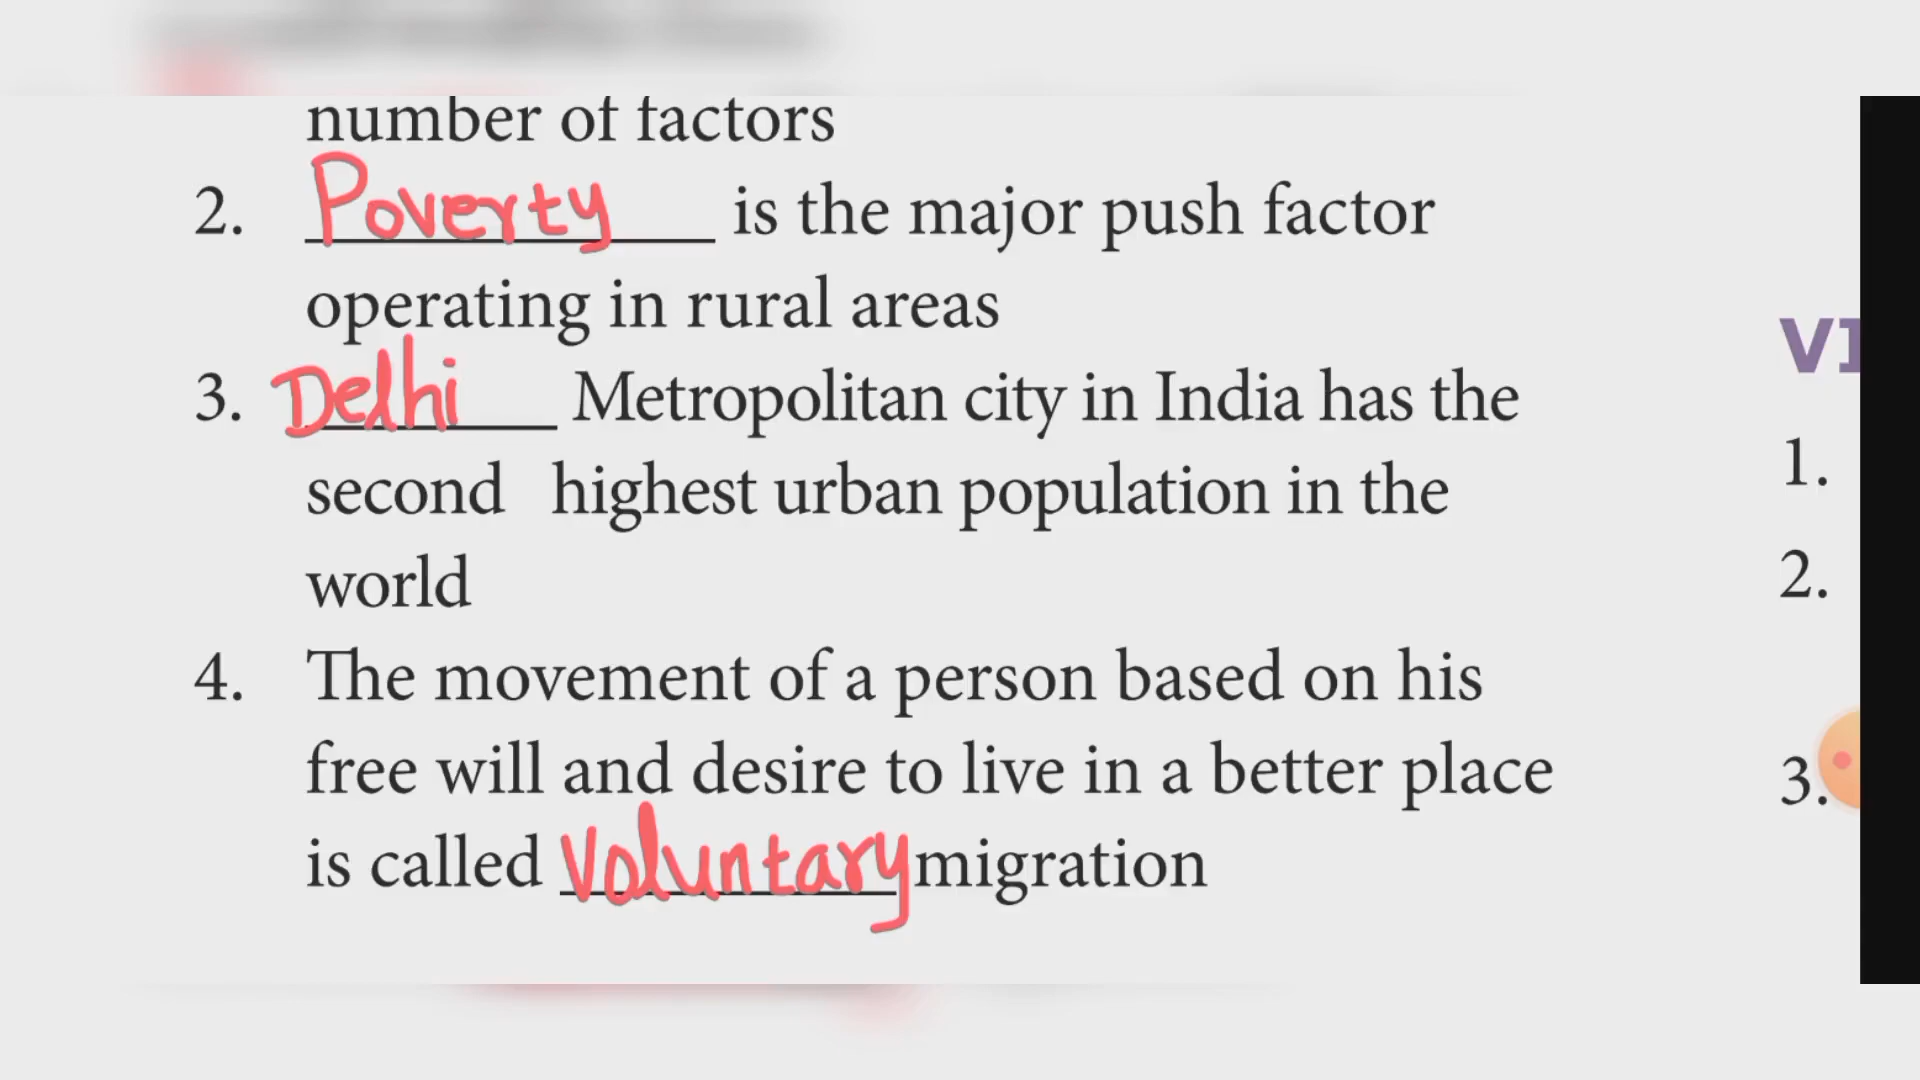 number of factors
2. Poverty is the major push factor
operating in rural areas
3. Delhi Metropolitan city in India has the
second highest urban population in the
world
4. The movement of a person based on his
free will and desire to live in a better place
is called Voluntary migration
VI
1.
2.
3.